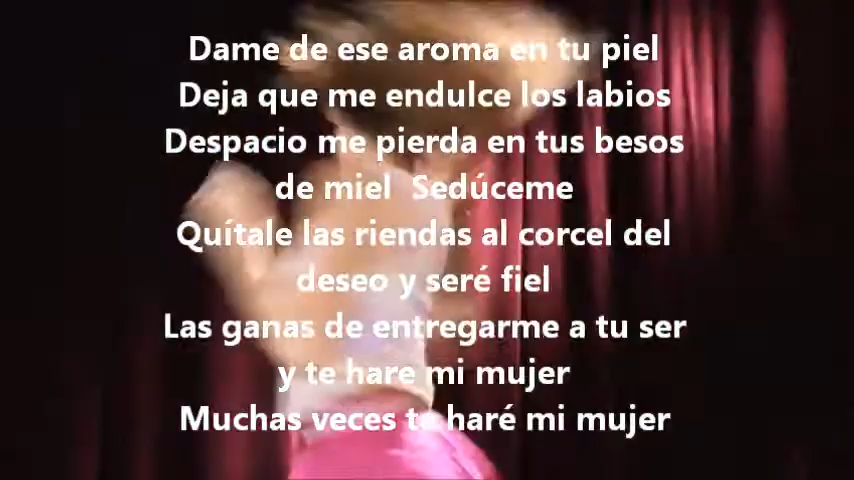 Dame de ese aroma en tu piel
Deja que me endulce los labios
Despacio me pierda en tus besos
de miel  Sedúceme
Quítale las riendas al corcel del
deseo y seré fiel
Las ganas de entregarme a tu ser
y te hare mi mujer
Muchas veces te haré mi mujer